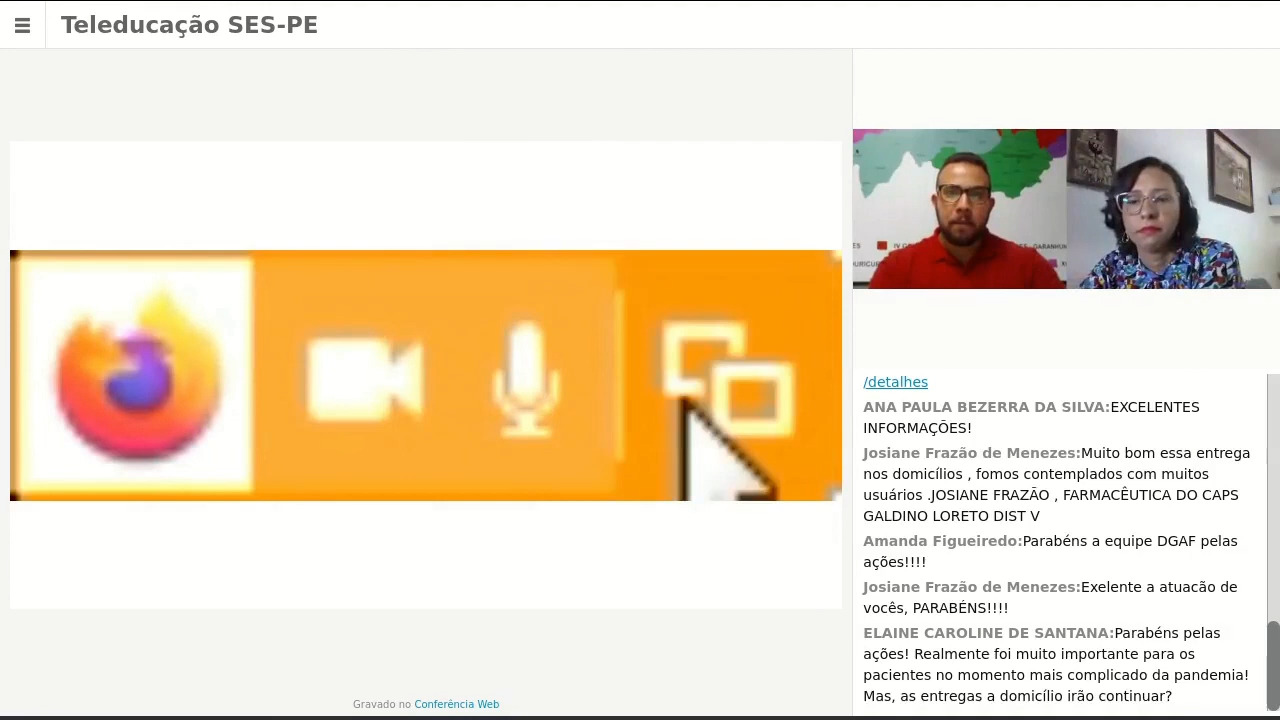 Teleducação SES-PE
/detalhes
ANA PAULA BEZERRA DA SILVA:EXCELENTES
INFORMAÇÕES!
Josiane Frazão de Menezes:Muito bom essa entrega
nos domicílios , fomos contemplados com muitos
usuários .JOSIANE FRAZÃO , FARMACÊUTICA DO CAPS
GALDINO LORETO DIST V
Amanda Figueiredo:Parabéns a equipe DGAF pelas
ações!!!!
Josiane Frazão de Menezes:Exelente a atuacão de
vocês, PARABÉNS!!!!
ELAINE CAROLINE DE SANTANA:Parabéns pelas
ações! Realmente foi muito importante para os
pacientes no momento mais complicado da pandemia!
Mas, as entregas a domicílio irão continuar?
Gravado no Conferência Web